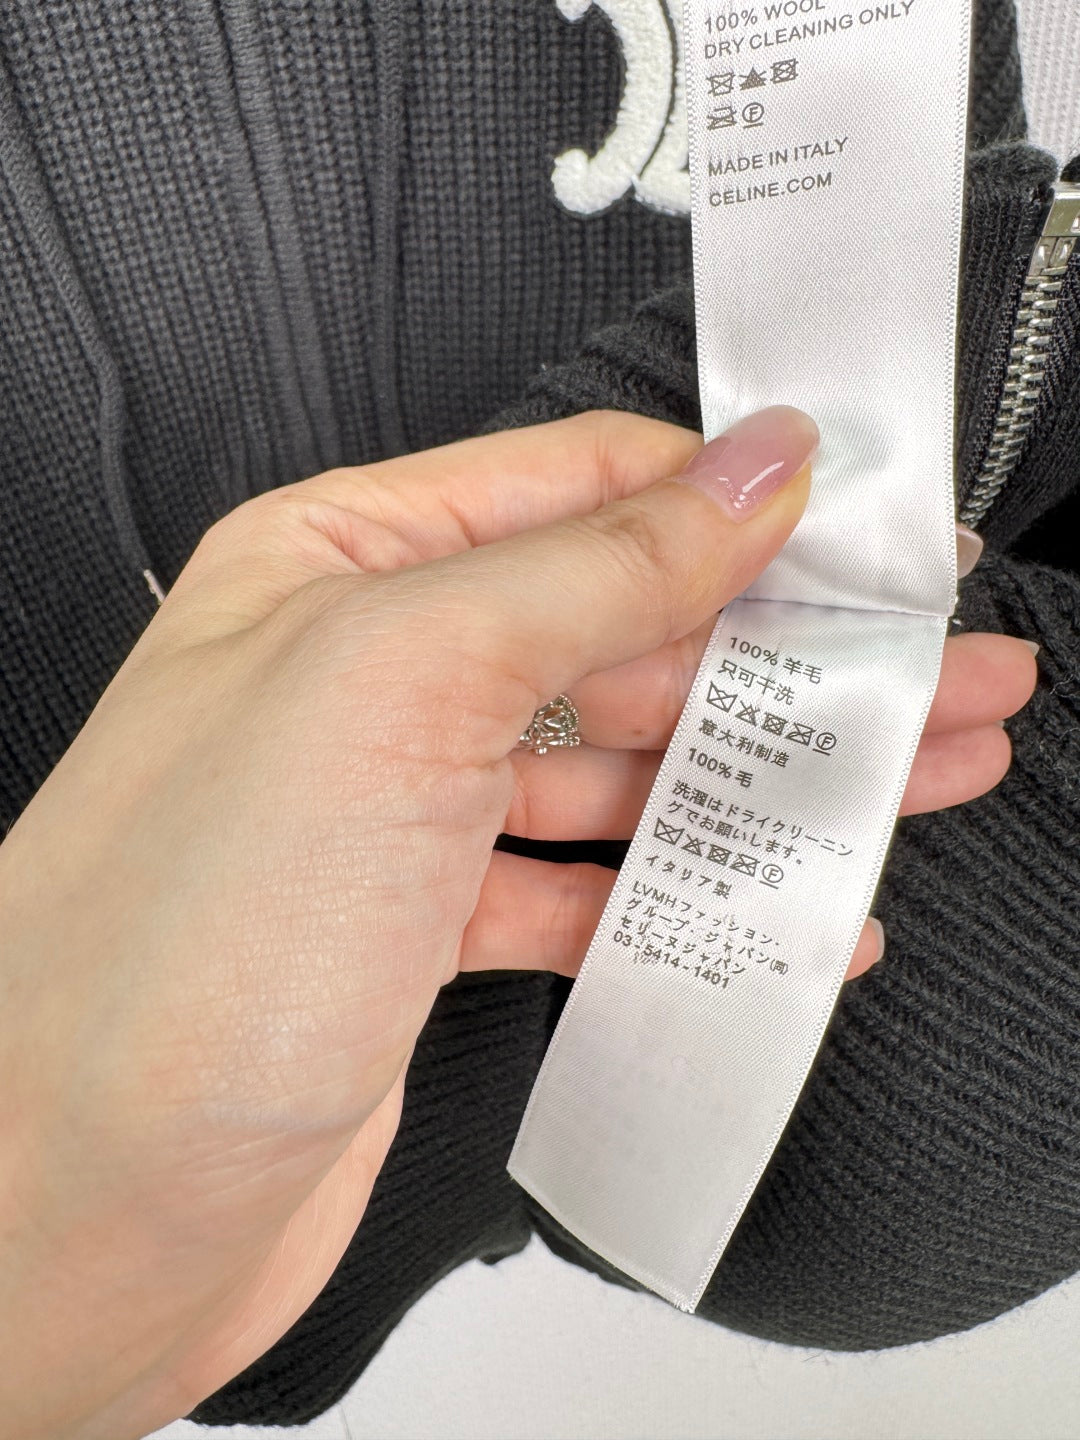 100% WOOL
DRY CLEANING ONLY
F
MADE IN ITALY
CELINE.COM
100% 羊毛
只可干洗
F
意大利制造
100% 毛
洗濯はドライクリーニン
グでお願いします。
F
イタリア製
LVMHファッション・
グループ・ジャパン(同)
セリーヌジャパン
03-5414-1401